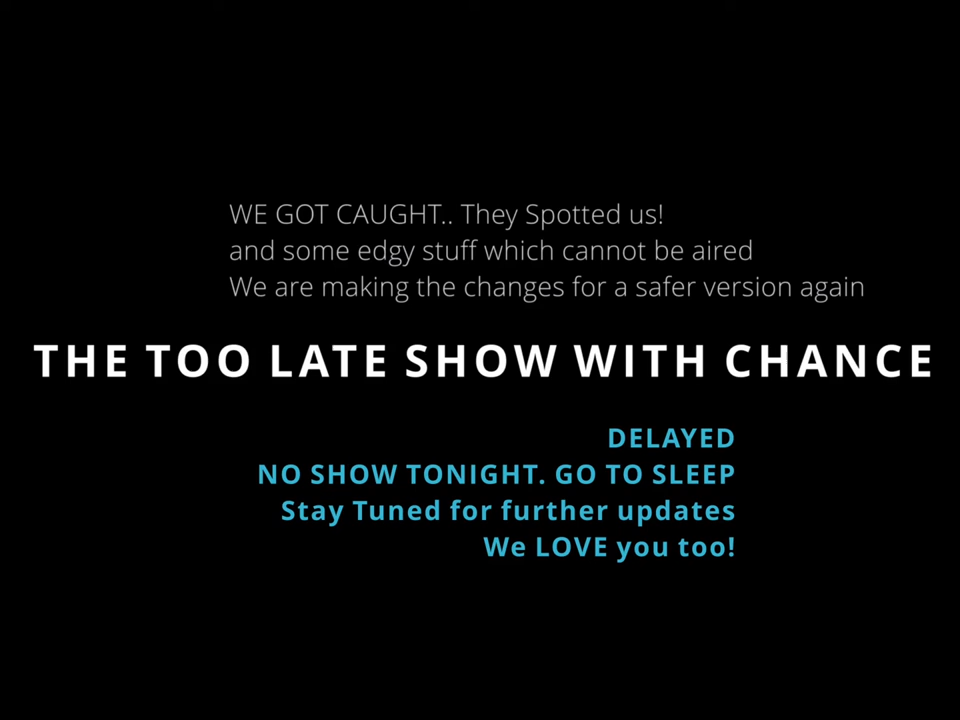 WE GOT CAUGHT.. They Spotted us!
and some edgy stuff which cannot be aired
We are making the changes for a safer version again
THE TOO LATE SHOW WITH CHANCE
DELAYED
NO SHOW TONIGHT. GO TO SLEEP
Stay Tuned for further updates
We LOVE you too!